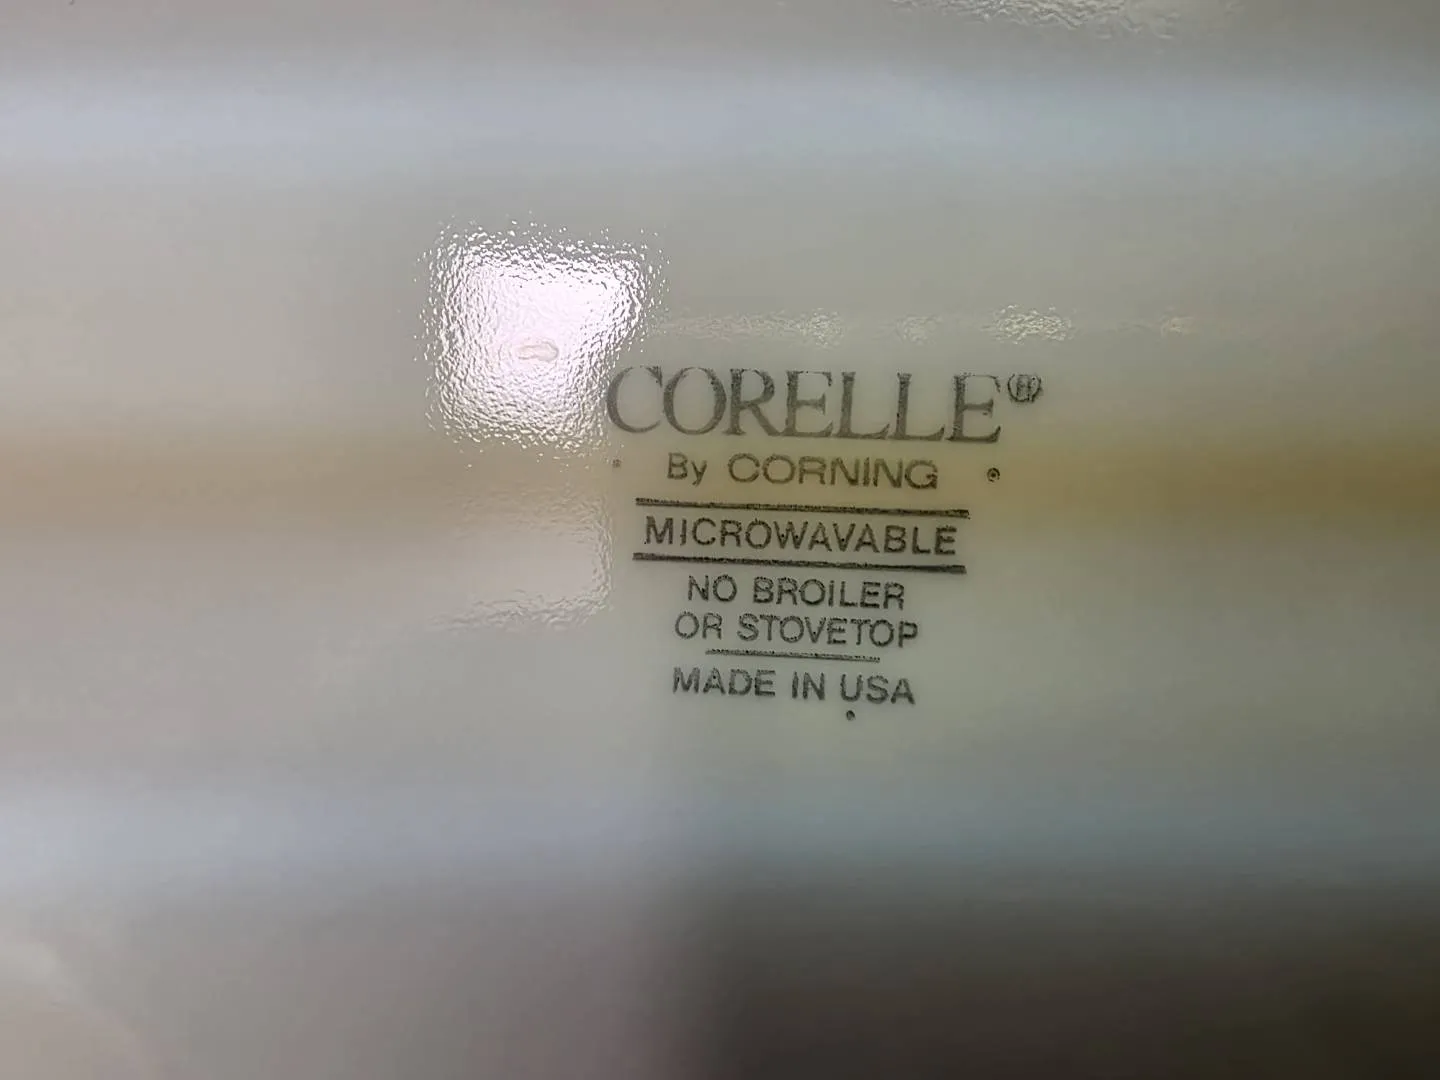 CORELLE®
By CORNING
MICROWAVABLE
NO BROILER
OR STOVETOP
MADE IN USA